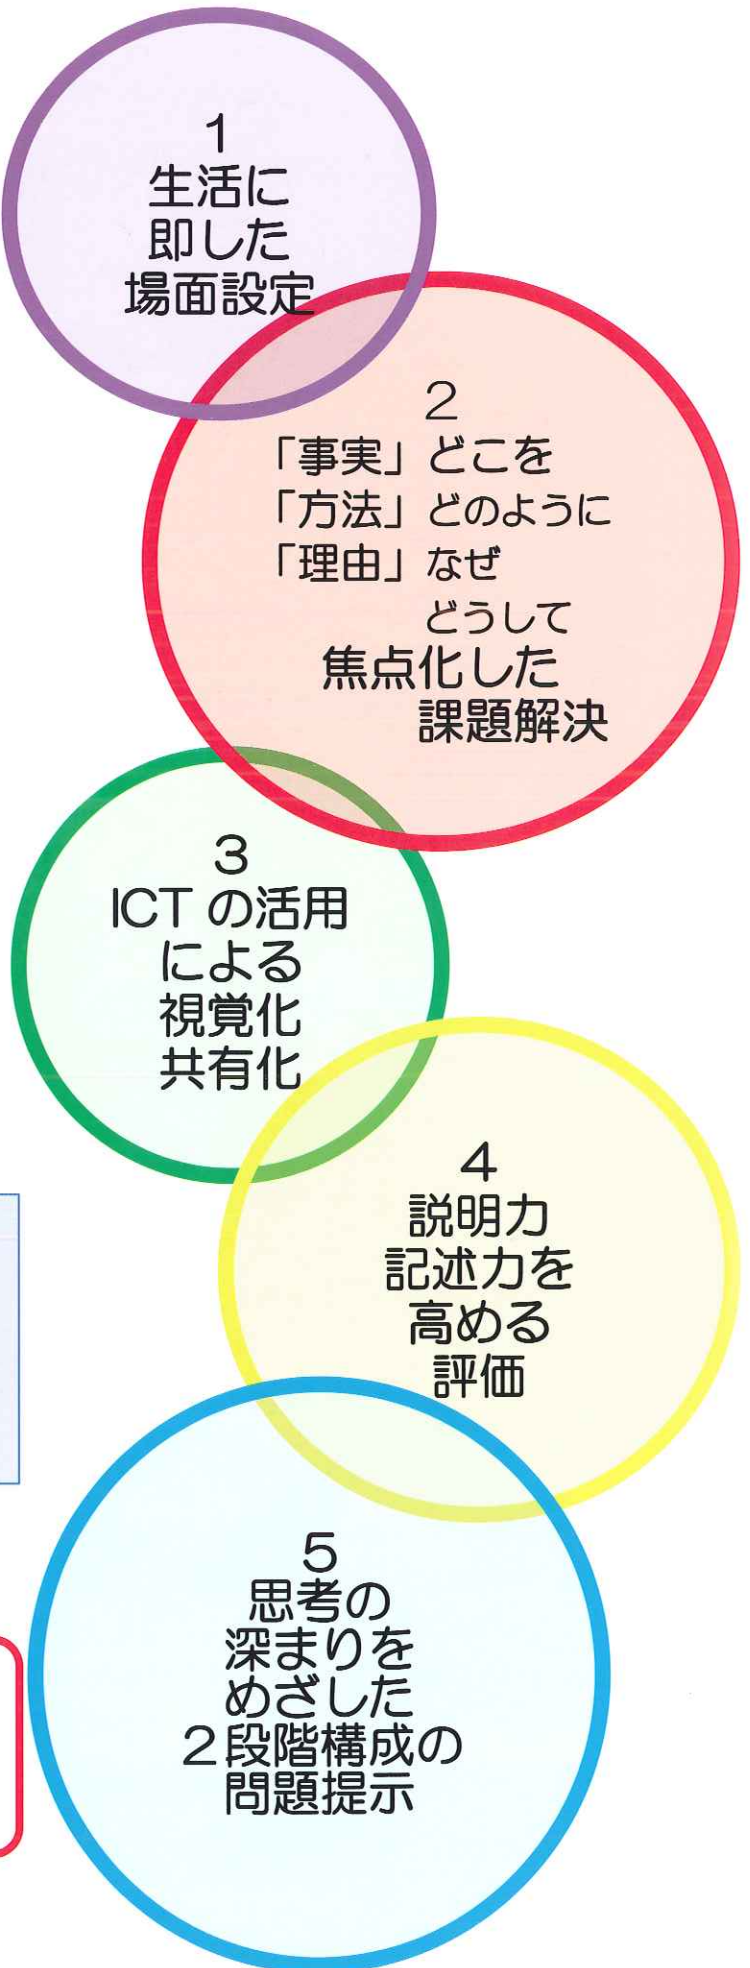 1
生活に
即した
場面設定
2
「事実」どこを
「方法」どのように
「理由」なぜ
どうして
焦点化した
課題解決
3
ICT の活用
による
視覚化
共有化
4
説明力
記述力を
高める
評価
5
思考の
深まりを
めざした
2段階構成の
問題提示